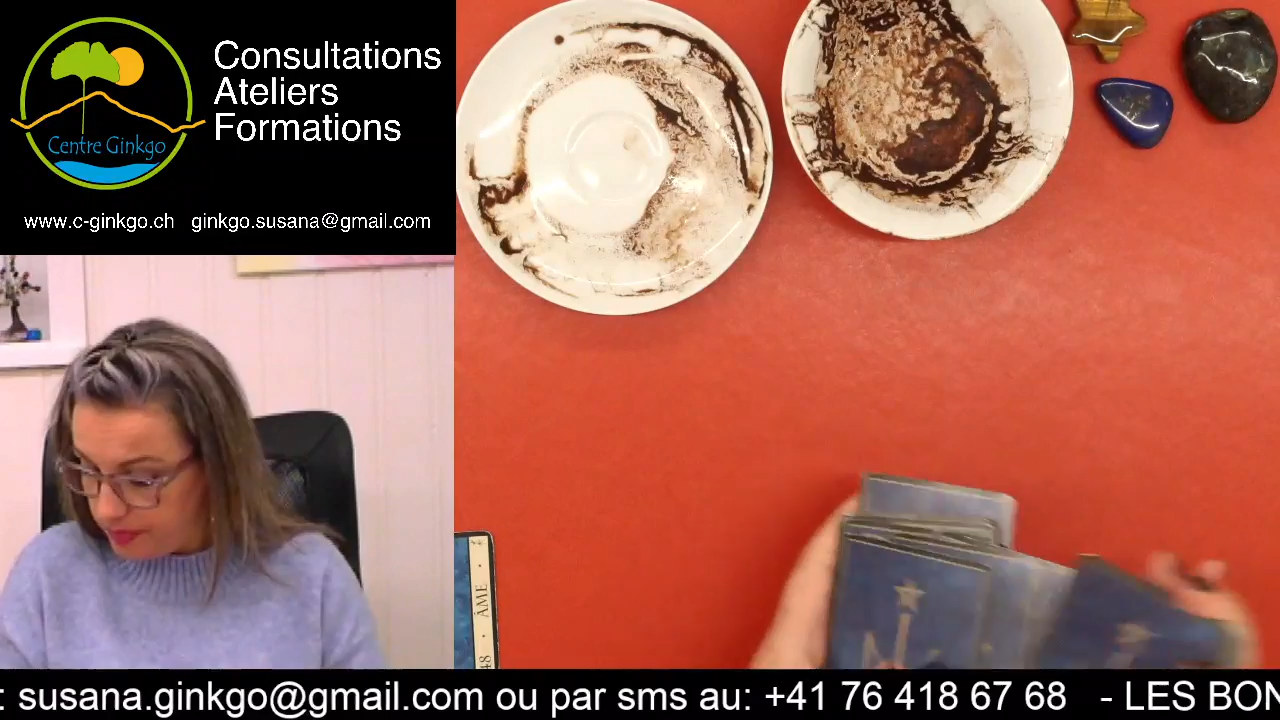 Consultations
Ateliers
Formations
Centre Ginkgo
www.c-ginkgo.ch ginkgo.susana@gmail.com
48 · ÂME ·
: susana.ginkgo@gmail.com ou par sms au: +41 76 418 67 68 - LES BON